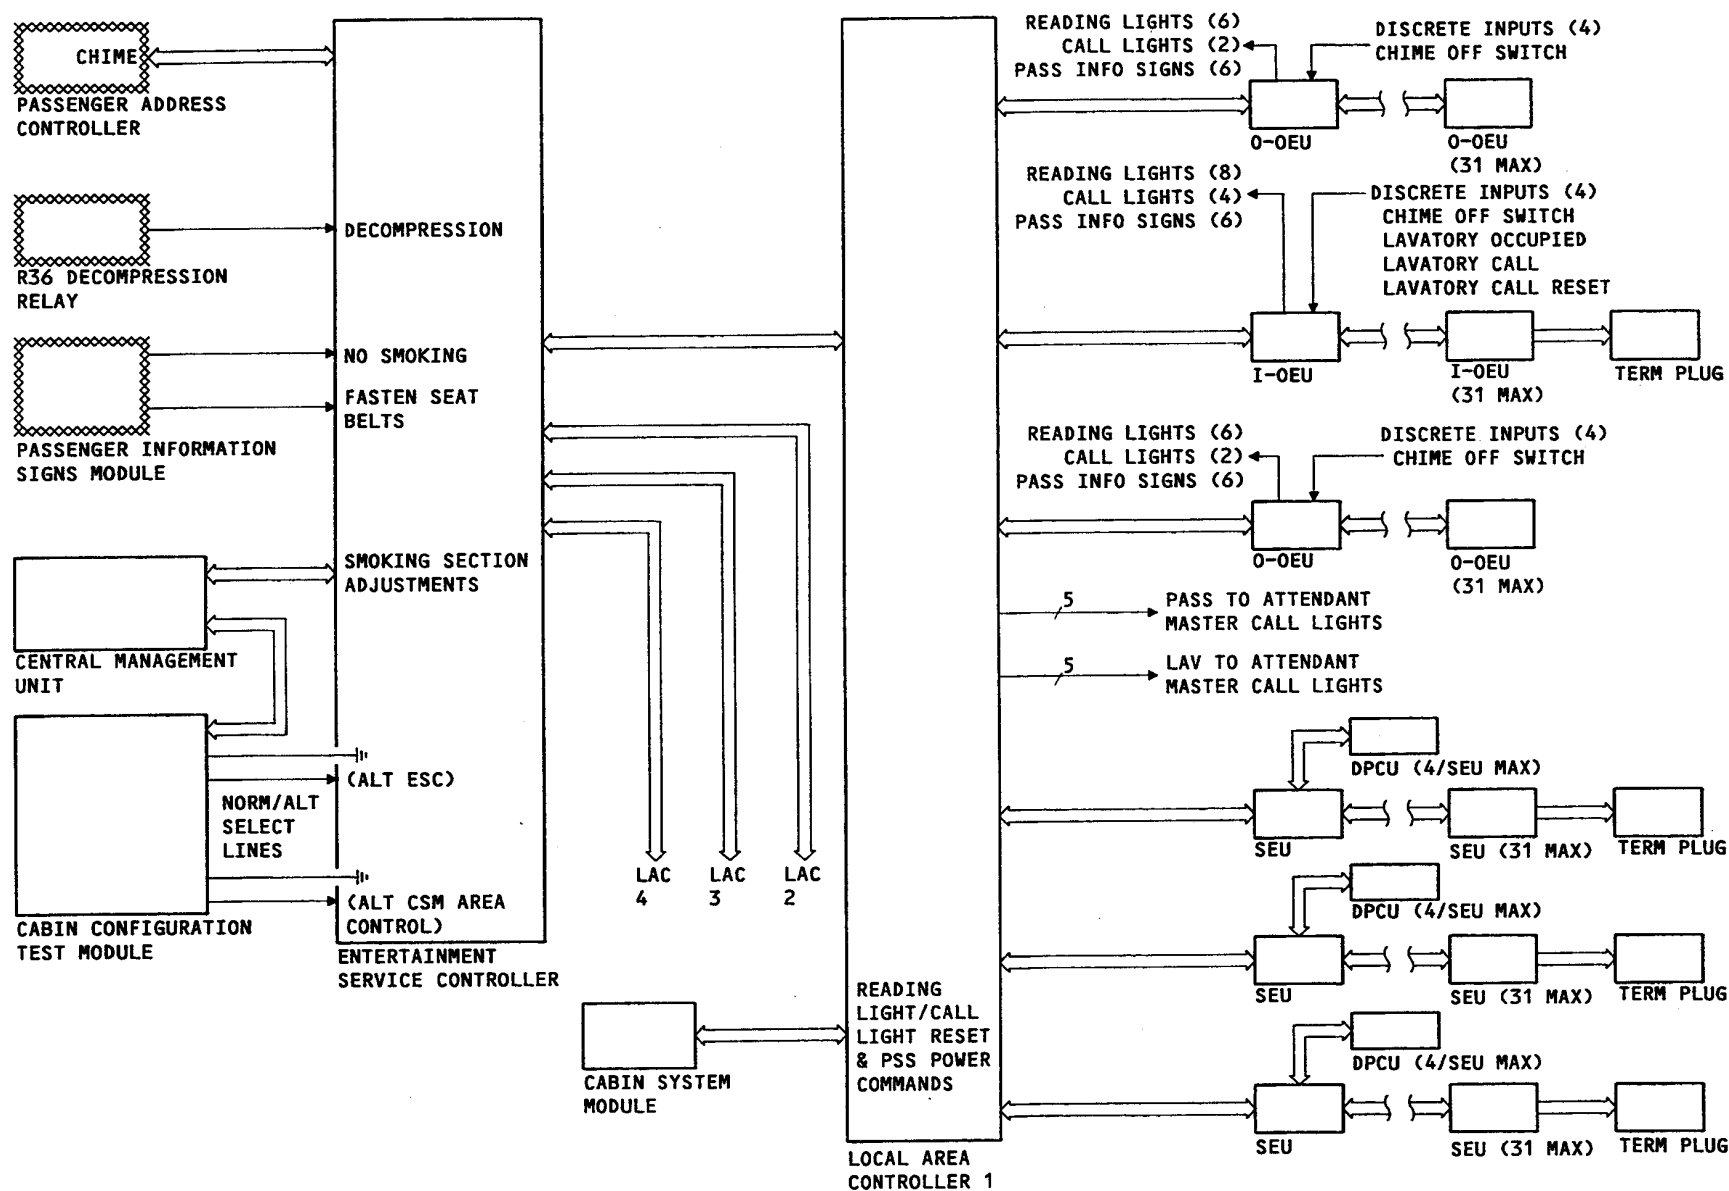 CHIME
PASSENGER ADDRESS
CONTROLLER
R36 DECOMPRESSION
RELAY
PASSENGER INFORMATION
SIGNS MODULE
CENTRAL MANAGEMENT
UNIT
CABIN CONFIGURATION
TEST MODULE
NORM/ALT
SELECT
LINES
DECOMPRESSION
NO SMOKING
FASTEN SEAT
BELTS
SMOKING SECTION
ADJUSTMENTS
(ALT ESC)
(ALT CSM AREA
CONTROL)
ENTERTAINMENT
SERVICE CONTROLLER
LAC
4
LAC
3
LAC
2
CABIN SYSTEM
MODULE
READING
LIGHT/CALL
LIGHT RESET
& PSS POWER
COMMANDS
LOCAL AREA
CONTROLLER 1
READING LIGHTS (6)
CALL LIGHTS (2)
PASS INFO SIGNS (6)
DISCRETE INPUTS (4)
CHIME OFF SWITCH
O-OEU
O-OEU
(31 MAX)
READING LIGHTS (8)
CALL LIGHTS (4)
PASS INFO SIGNS (6)
DISCRETE INPUTS (4)
CHIME OFF SWITCH
LAVATORY OCCUPIED
LAVATORY CALL
LAVATORY CALL RESET
I-OEU
I-OEU
(31 MAX)
TERM PLUG
READING LIGHTS (6)
CALL LIGHTS (2)
PASS INFO SIGNS (6)
DISCRETE INPUTS (4)
CHIME OFF SWITCH
O-OEU
O-OEU
(31 MAX)
5
PASS TO ATTENDANT
MASTER CALL LIGHTS
5
LAV TO ATTENDANT
MASTER CALL LIGHTS
DPCU (4/SEU MAX)
SEU
SEU (31 MAX)
TERM PLUG
DPCU (4/SEU MAX)
SEU
SEU (31 MAX)
TERM PLUG
DPCU (4/SEU MAX)
SEU
SEU (31 MAX)
TERM PLUG